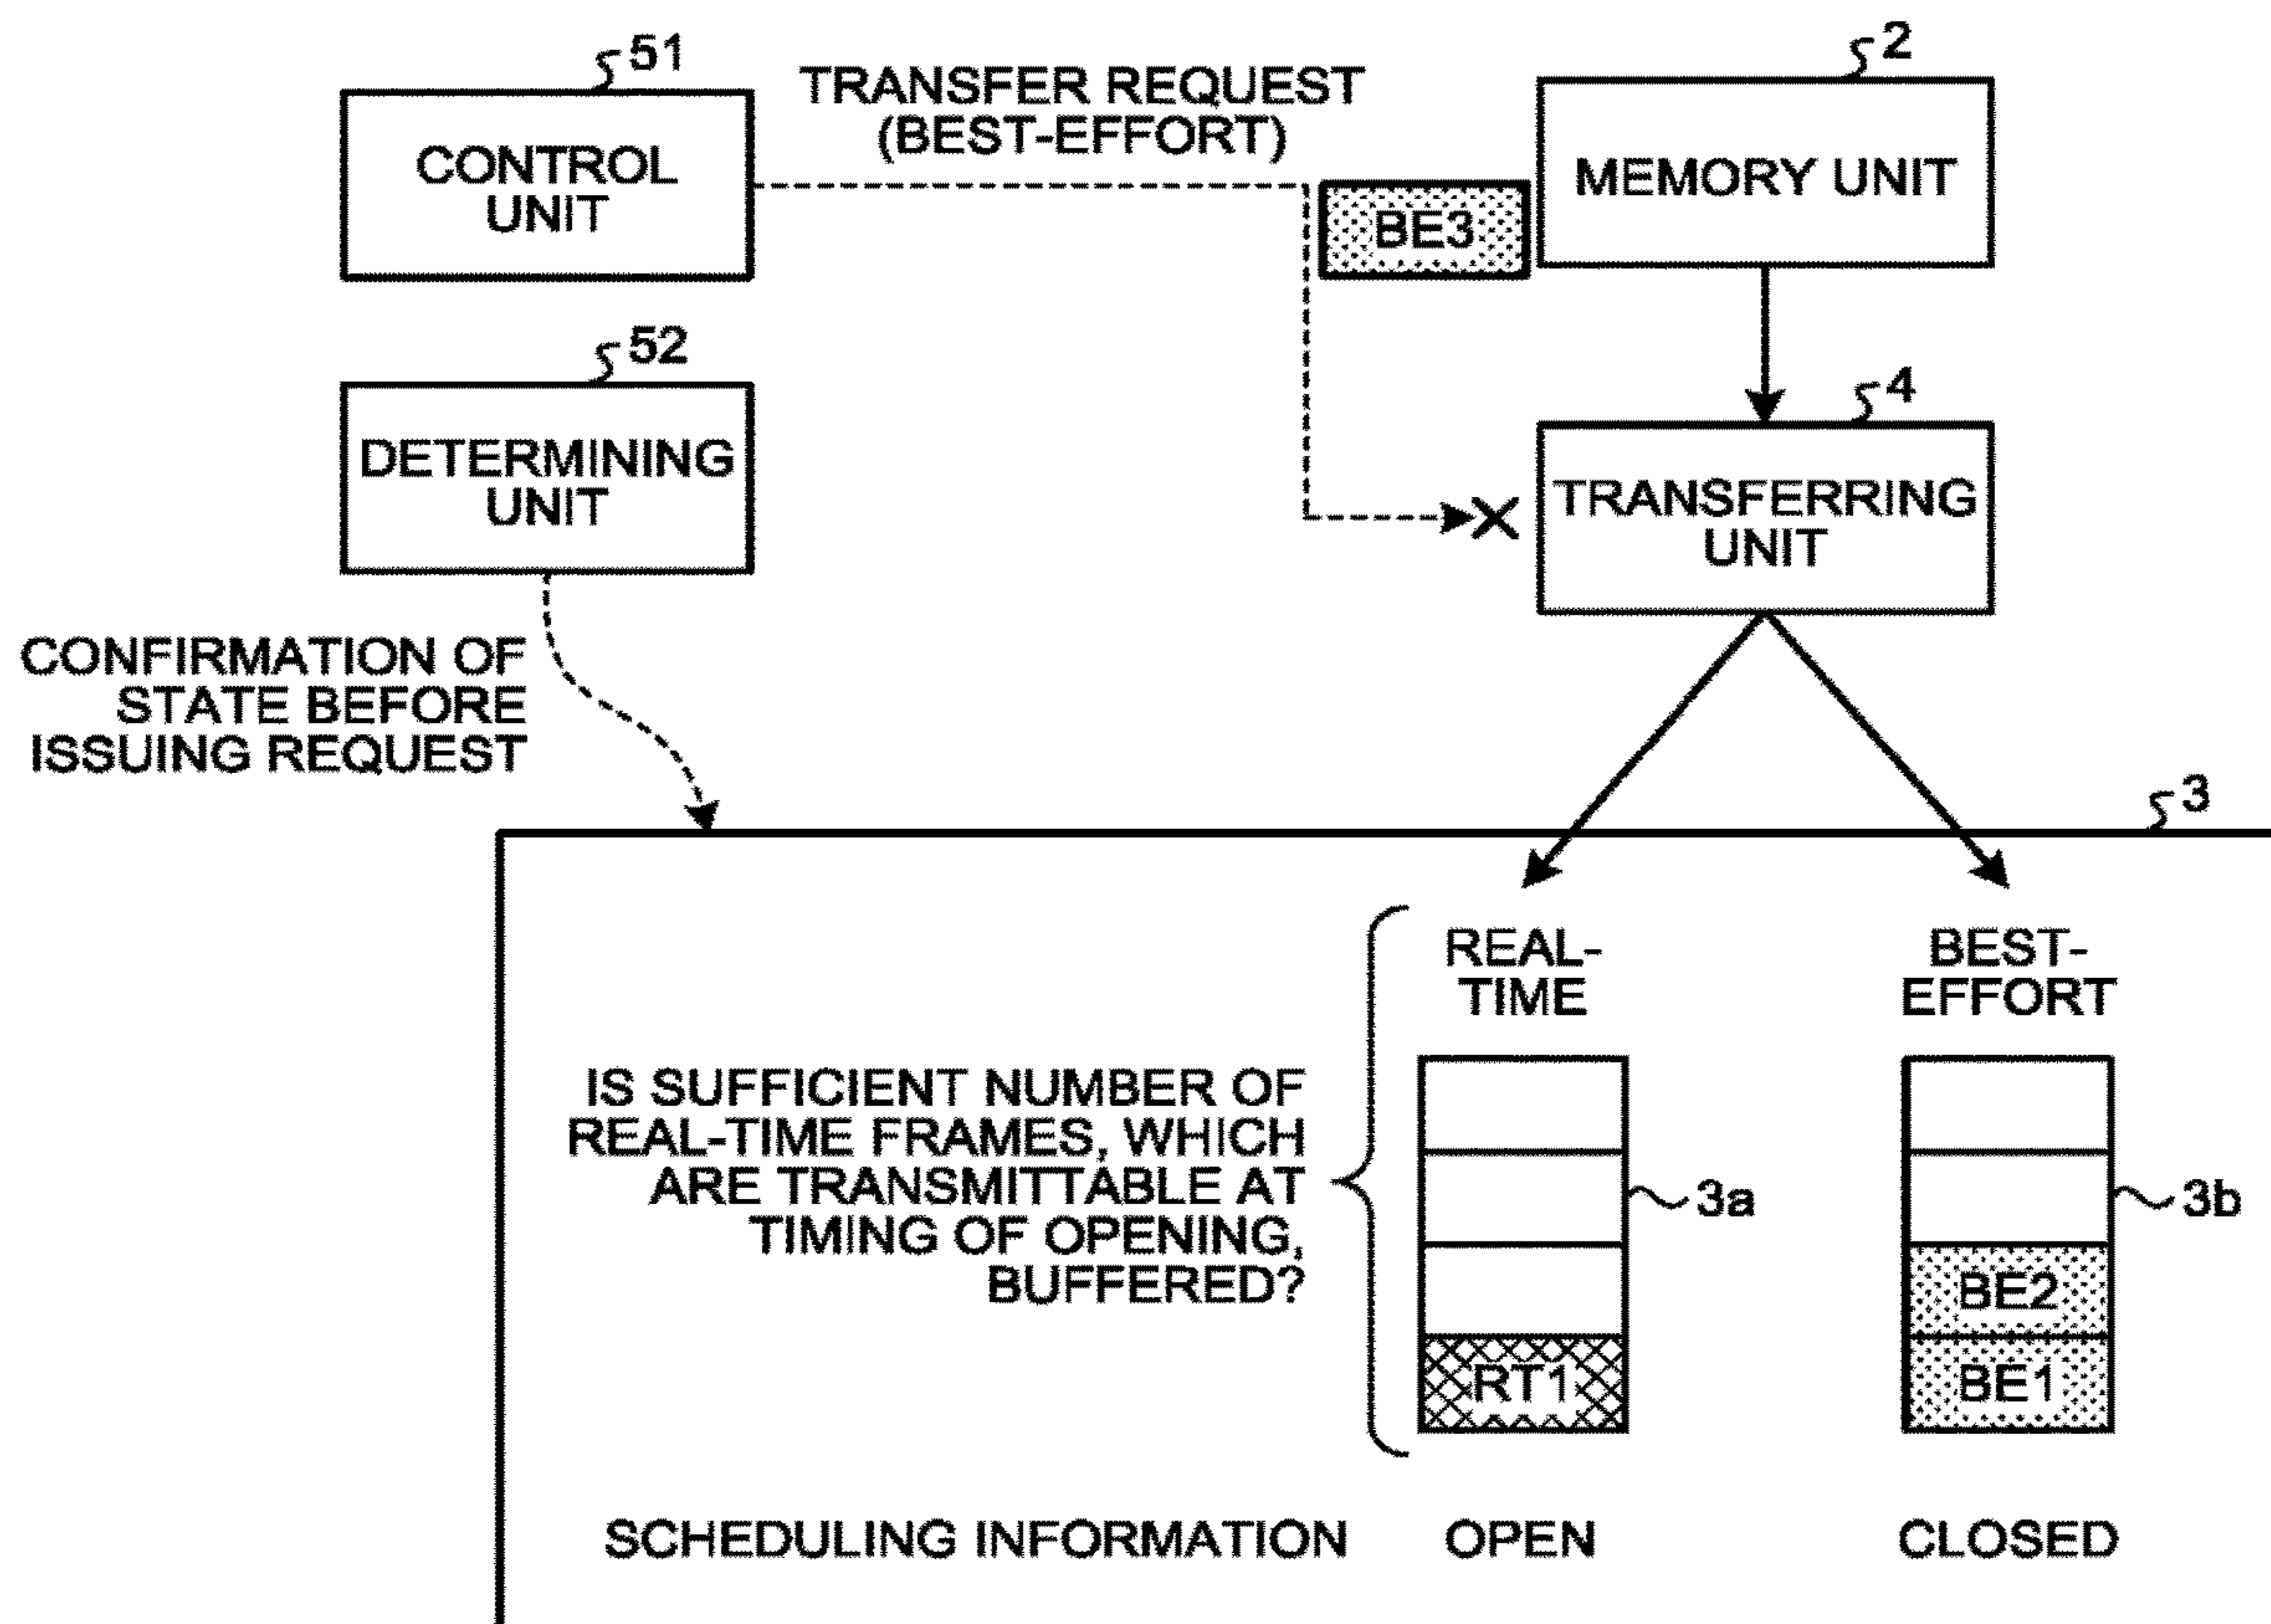 51
CONTROL
UNIT
TRANSFER REQUEST
(BEST-EFFORT)
BE3
2
MEMORY UNIT
52
DETERMINING
UNIT
4
TRANSFERRING
UNIT
CONFIRMATION OF
STATE BEFORE
ISSUING REQUEST
3
REAL-
TIME
BEST-
EFFORT
IS SUFFICIENT NUMBER OF
REAL-TIME FRAMES, WHICH
ARE TRANSMITTABLE AT
TIMING OF OPENING,
BUFFERED?
3a
RT1
3b
BE2
BE1
SCHEDULING INFORMATION
OPEN
CLOSED